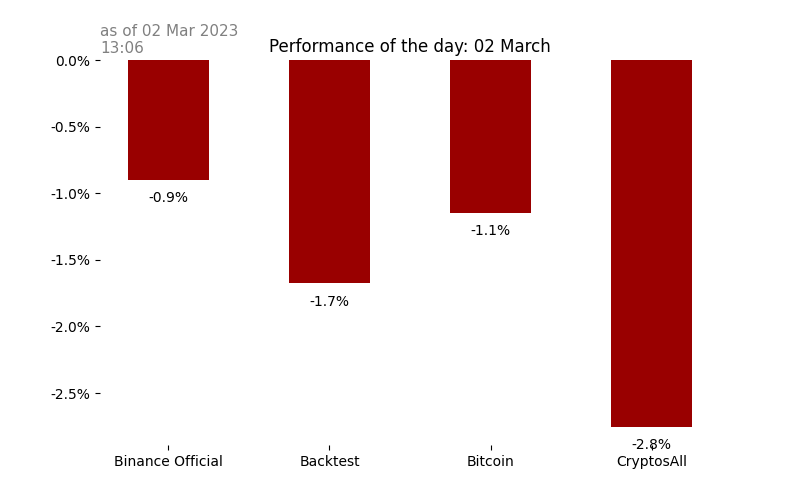 as of 02 Mar 2023
13:06
Performance of the day: 02 March
0.0%
-0.5%
-1.0%
-1.5%
-2.0%
-2.5%
-0.9%
-1.7%
-1.1%
-2.8%
Binance Official
Backtest
Bitcoin
CryptosAll